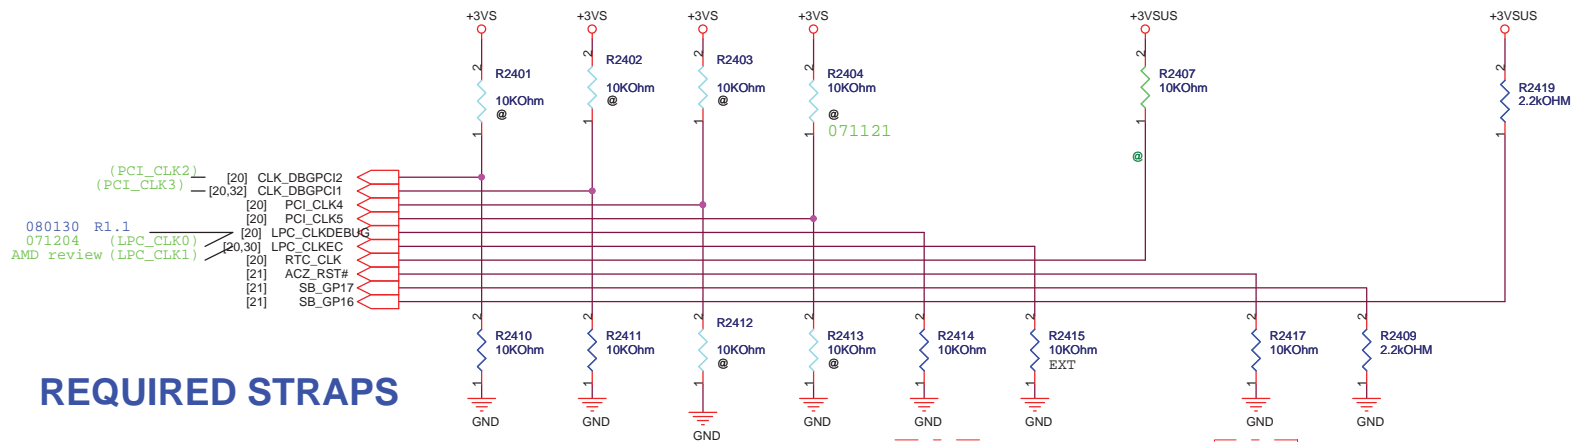 +3VS +3VS +3VS +3VS +3VSUS +3VSUS
2 R2401 10KOhm @ 1
2 R2402 10KOhm @ 1
2 R2403 10KOhm @ 1
2 R2404 10KOhm @ 071121 1
2 R2407 10KOhm @ 1
2 R2419 2.2kOHM 1
(PCI_CLK2) [20] CLK_DBGPCI2
(PCI_CLK3) [20,32] CLK_DBGPCI1
[20] PCI_CLK4
[20] PCI_CLK5
080130 R1.1 [20] LPC_CLKDEBUG
071204 (LPC_CLK0) [20,30] LPC_CLKEC
AMD review (LPC_CLK1) [20] RTC_CLK
[21] ACZ_RST#
[21] SB_GP17
[21] SB_GP16
2 R2410 10KOhm 1 GND
2 R2411 10KOhm 1 GND
2 R2412 10KOhm @ 1 GND
2 R2413 10KOhm @ 1 GND
2 R2414 10KOhm 1 GND
2 R2415 10KOhm EXT 1 GND
2 R2417 10KOhm 1 GND
2 R2409 2.2kOHM 1 GND
REQUIRED STRAPS